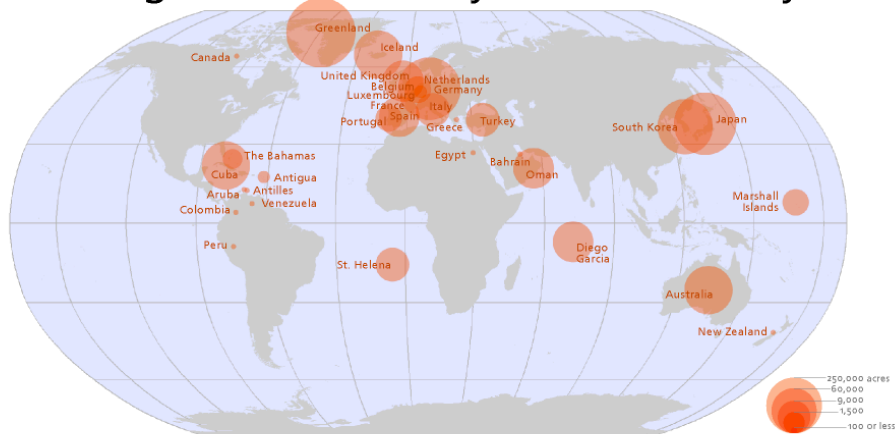 Greenland
Iceland
Canada
United Kingdom
Netherlands
Belgium
Germany
Luxembourg
France
Italy
Spain
Portugal
Greece
Turkey
South Korea
Japan
The Bahamas
Egypt
Bahrain
Cuba
Antigua
Oman
Aruba
Antilles
Venezuela
Colombia
Marshall
Islands
Peru
Diego
Garcia
St. Helena
Australia
New Zealand
250,000 acres
60,000
9,000
1,500
100 or less